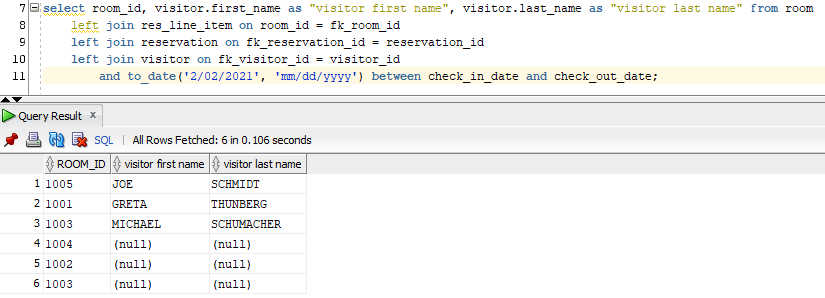 7 select room_id, visitor.first_name as "visitor first name", visitor.last_name as "visitor last name" from room
8 left join res_line_item on room_id = fk_room_id
9 left join reservation on fk_reservation_id = reservation_id
10 left join visitor on fk_visitor_id = visitor_id
11 and to_date('2/02/2021', 'mm/dd/yyyy') between check_in_date and check_out_date;
Query Result x
SQL | All Rows Fetched: 6 in 0.106 seconds
ROOM_ID visitor first name visitor last name
1 1005 JOE SCHMIDT
2 1001 GRETA THUNBERG
3 1003 MICHAEL SCHUMACHER
4 1004 (null) (null)
5 1002 (null) (null)
6 1003 (null) (null)